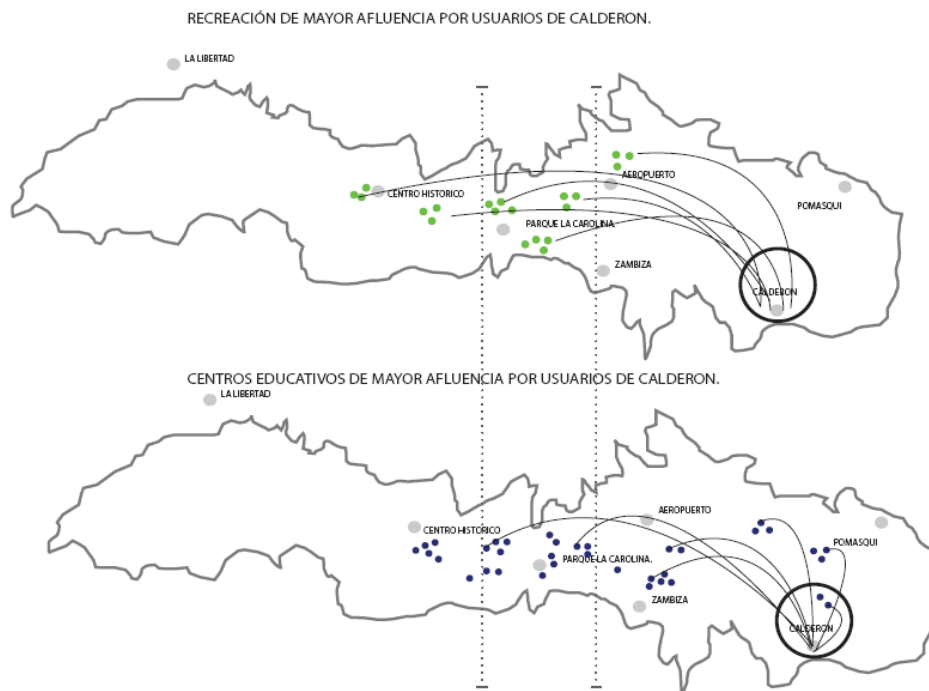 RECREACIÓN DE MAYOR AFLUENCIA POR USUARIOS DE CALDERON.
LA LIBERTAD
AEROPUERTO
CENTRO HISTORICO
POMASQUI
PARQUE LA CAROLINA.
ZAMBIZA
CALDERON
CENTROS EDUCATIVOS DE MAYOR AFLUENCIA POR USUARIOS DE CALDERON.
LA LIBERTAD
AEROPUERTO
CENTRO HISTORICO
POMASQUI
PARQUE LA CAROLINA.
ZAMBIZA
CALDERON